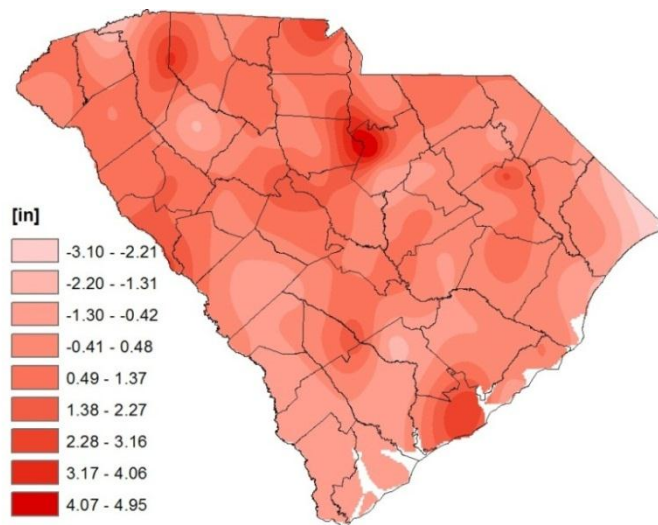 [in]
-3.10 - -2.21
-2.20 - -1.31
-1.30 - -0.42
-0.41 - 0.48
0.49 - 1.37
1.38 - 2.27
2.28 - 3.16
3.17 - 4.06
4.07 - 4.95